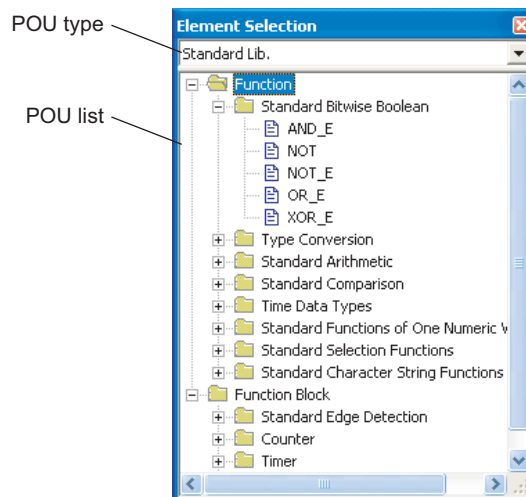 POU type
Element Selection
Standard Lib.
POU list
Function
Standard Bitwise Boolean
AND_E
NOT
NOT_E
OR_E
XOR_E
Type Conversion
Standard Arithmetic
Standard Comparison
Time Data Types
Standard Functions of One Numeric V
Standard Selection Functions
Standard Character String Functions
Function Block
Standard Edge Detection
Counter
Timer